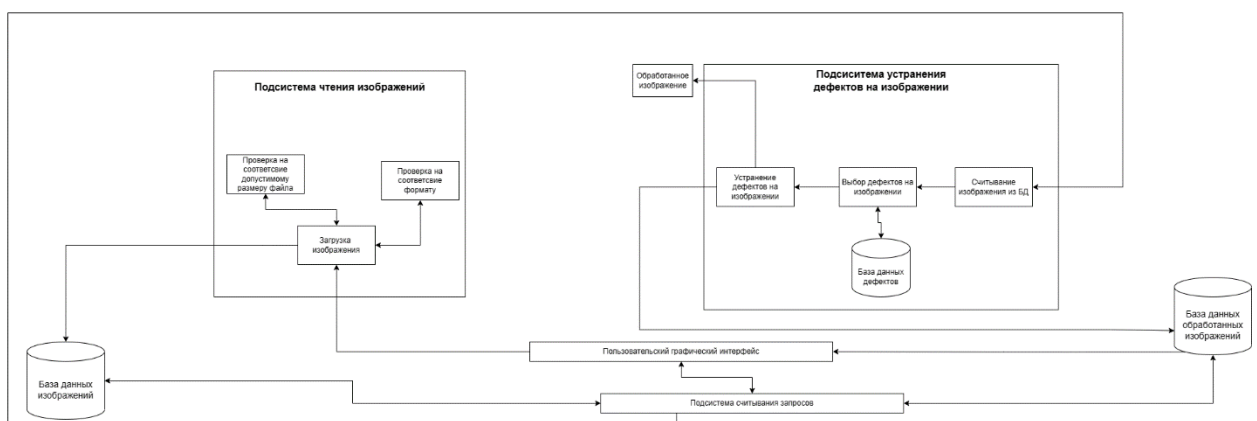 Подсистема чтения изображений
Проверка на
соответсвие
допустимому
размеру файла
Проверка на
соответсвие
формату
Загрузка
изображения
Обработанное
изображение
Подсиситема устранения
дефектов на изображении
Устранение
дефектов на
изображении
Выбор дефектов на
изображении
Считывание
изображения из БД
База данных
дефектов
База данных
обработанных
изображений
Пользовательский графический интерфейс
База данных
изображений
Подсистема считывания запросов